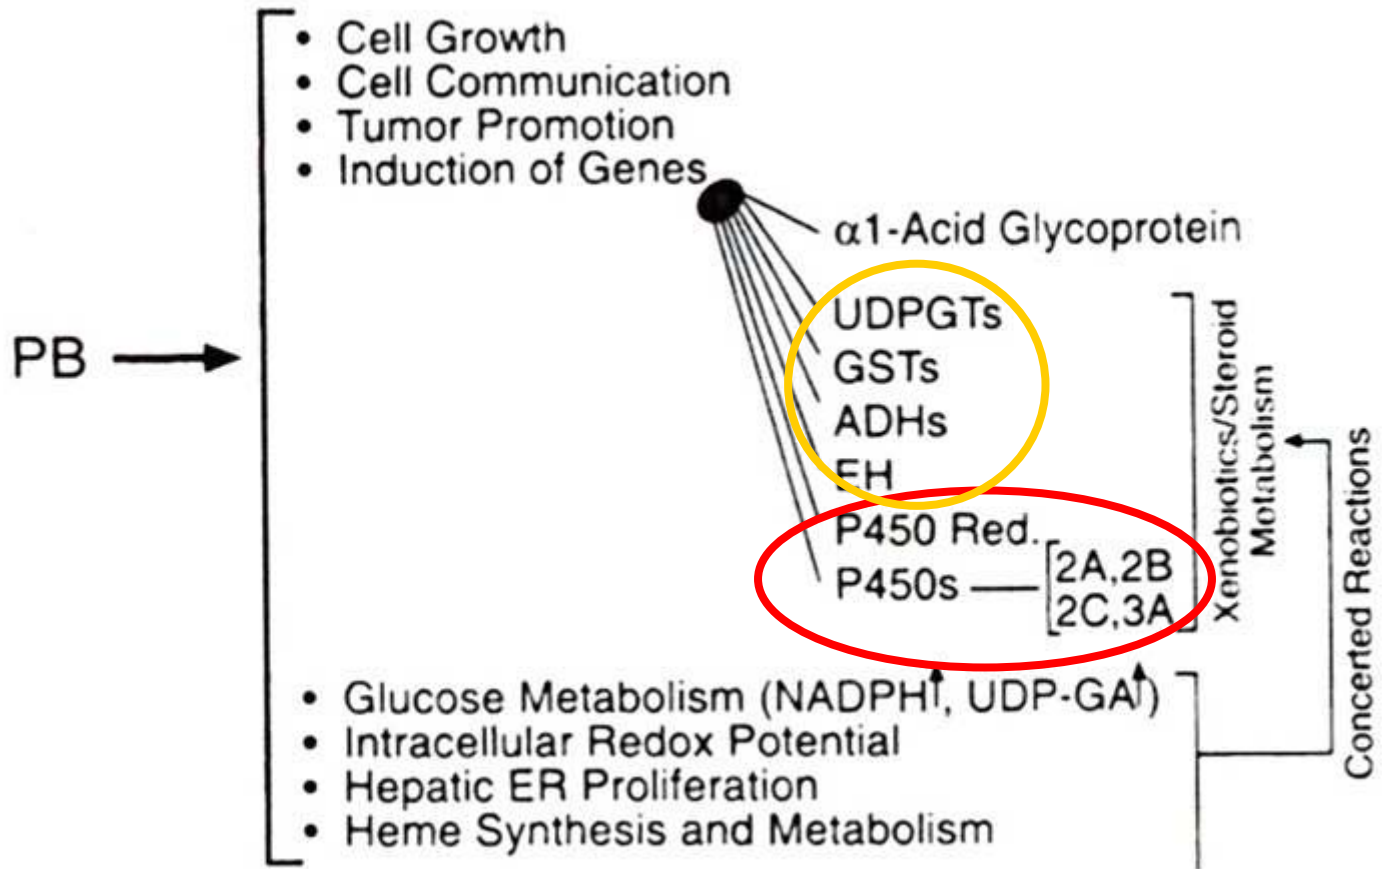 • Cell Growth
• Cell Communication
• Tumor Promotion
• Induction of Genes
α1-Acid Glycoprotein
UDPGTs
GSTs
ADHs
EH
P450 Red.
P450s
2A,2B
2C,3A
Xenobiotics/Steroid
Metabolism
Concerted Reactions
PB
• Glucose Metabolism (NADPH↑, UDP-GA↑)
• Intracellular Redox Potential
• Hepatic ER Proliferation
• Heme Synthesis and Metabolism